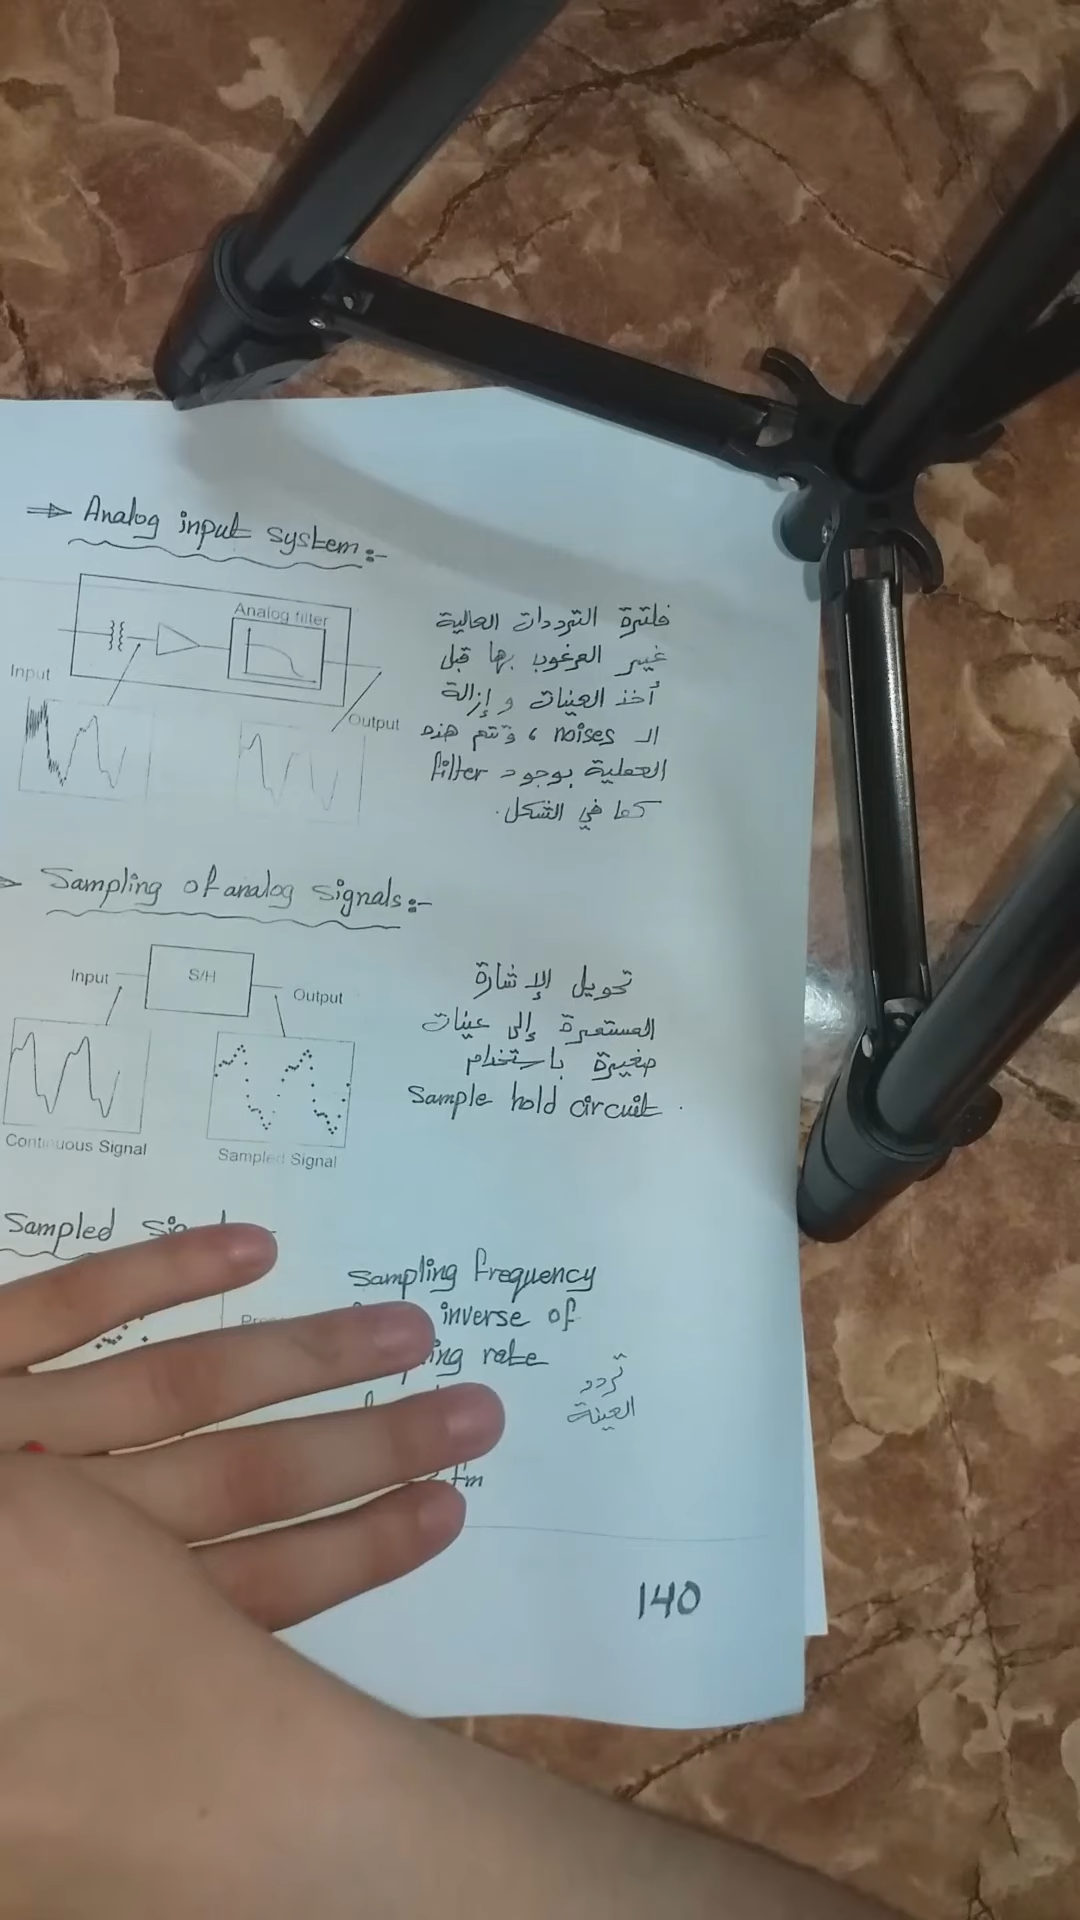 ⇒ Analog input system:-
Analog filter
Input
Output
فلترة الترددات العالية
غير المرغوب بها قبل
أخذ العينات و إزالة
الـ noises ، وتتم هذه
العملية بوجود filter
كما في الشكل.
Sampling of analog signals:-
Input
S/H
Output
Continuous Signal
Sampled Signal
تحويل الإشارة
المستمرة إلى عينات
صغيرة باستخدام
Sample hold circuit.
Sampled
Sampling frequency
inverse of
rate
تردد
العينة
fm
140